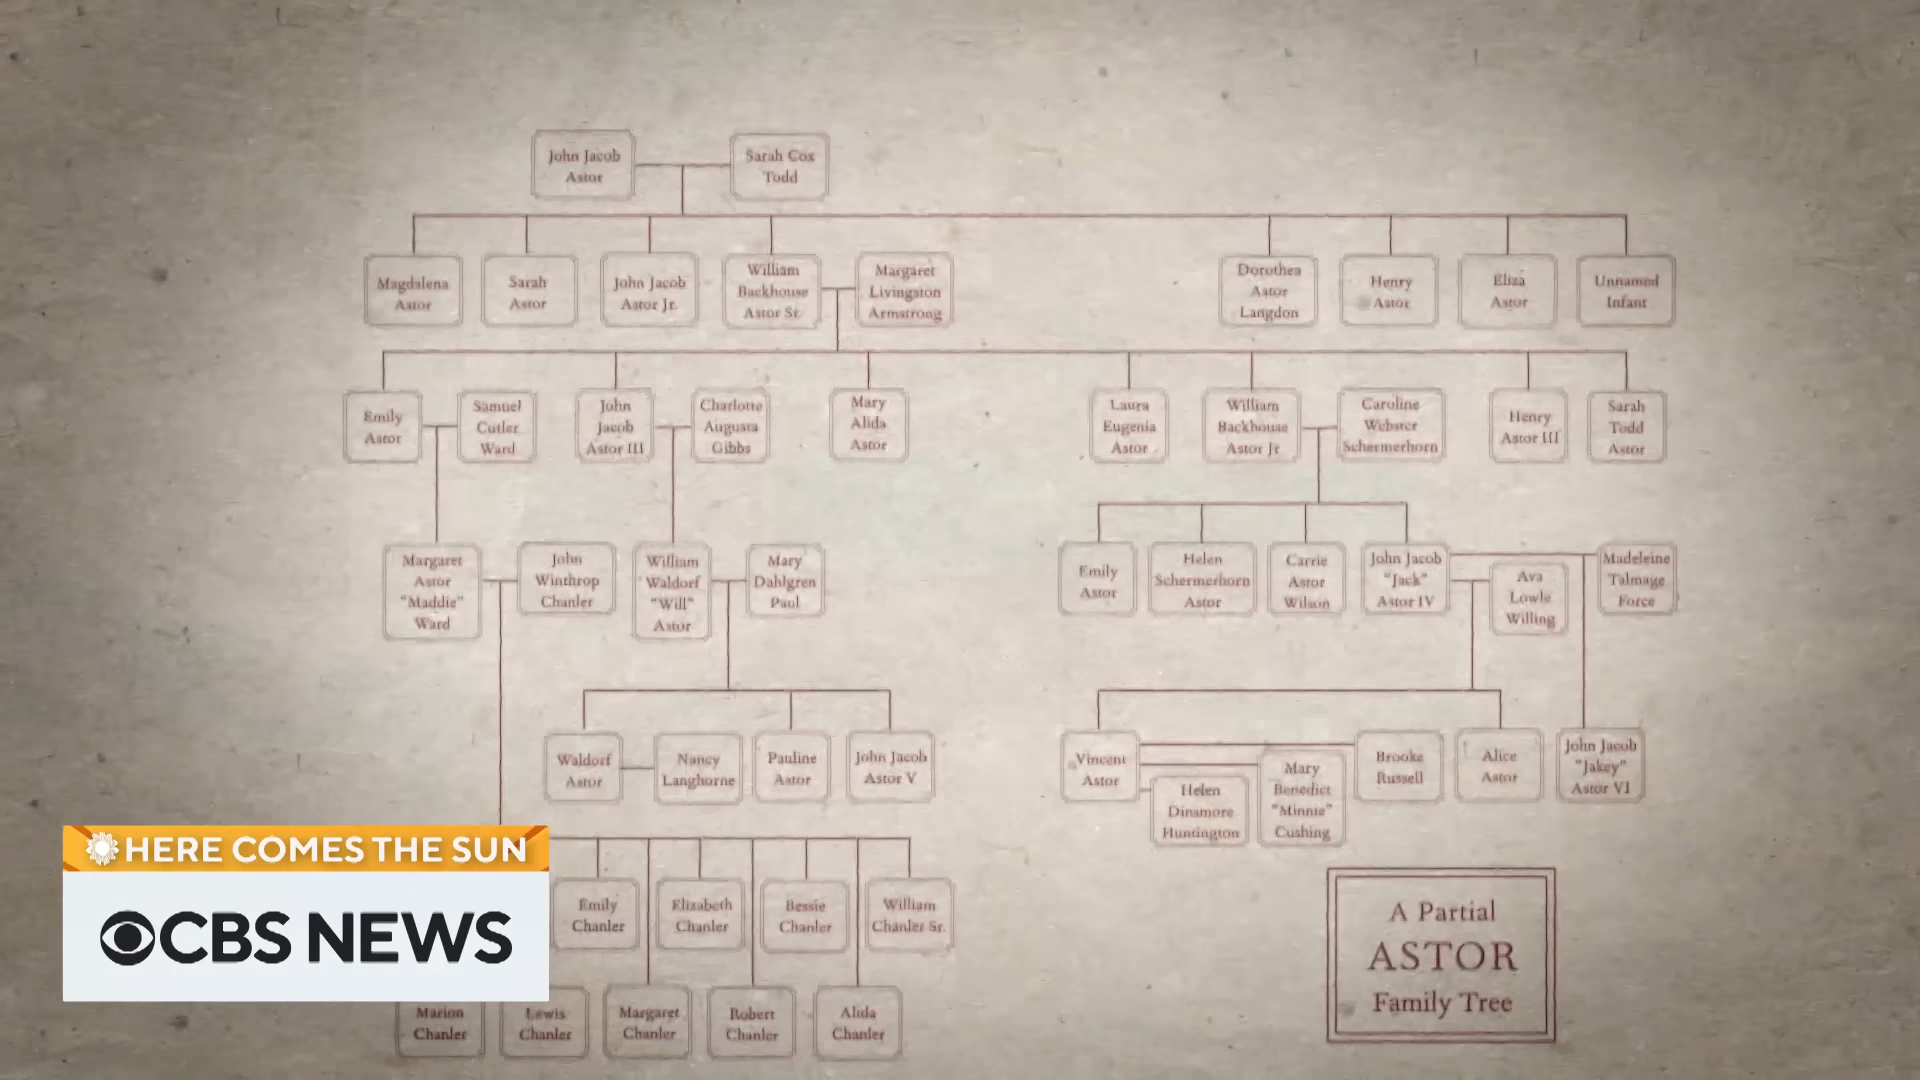 John Jacob
Astor
Sarah Cox
Todd
Magdalena
Astor
Sarah
Astor
John Jacob
Astor Jr.
William
Backhouse
Astor Sr.
Margaret
Livingston
Armstrong
Dorothea
Astor
Langdon
Henry
Astor
Eliza
Astor
Unnamed
Infant
Emily
Astor
Samuel
Cutler
Ward
John
Jacob
Astor III
Charlotte
Augusta
Gibbs
Mary
Alida
Astor
Laura
Eugenia
Astor
William
Backhouse
Astor Jr
Caroline
Webster
Schermerhorn
Henry
Astor III
Sarah
Todd
Astor
Margaret
Astor
"Maddie"
Ward
John
Winthrop
Chanler
William
Waldorf
"Will"
Astor
Mary
Dahlgren
Paul
Emily
Astor
Helen
Schermerhorn
Astor
Carrie
Astor
Wilson
John Jacob
"Jack"
Astor IV
Ava
Lowle
Willing
Madeleine
Talmage
Force
Waldorf
Astor
Nancy
Langhorne
Pauline
Astor
John Jacob
Astor V
Vincent
Astor
Helen
Dinsmore
Huntington
Mary
Benedict
"Minnie"
Cushing
Brooke
Russell
Alice
Astor
John Jacob
"Jakey"
Astor VI
HERE COMES THE SUN
CBS NEWS
Emily
Chanler
Elizabeth
Chanler
Bessie
Chanler
William
Chanler Sr.
Marion
Chanler
Lewis
Chanler
Margaret
Chanler
Robert
Chanler
Alida
Chanler
A Partial
ASTOR
Family Tree